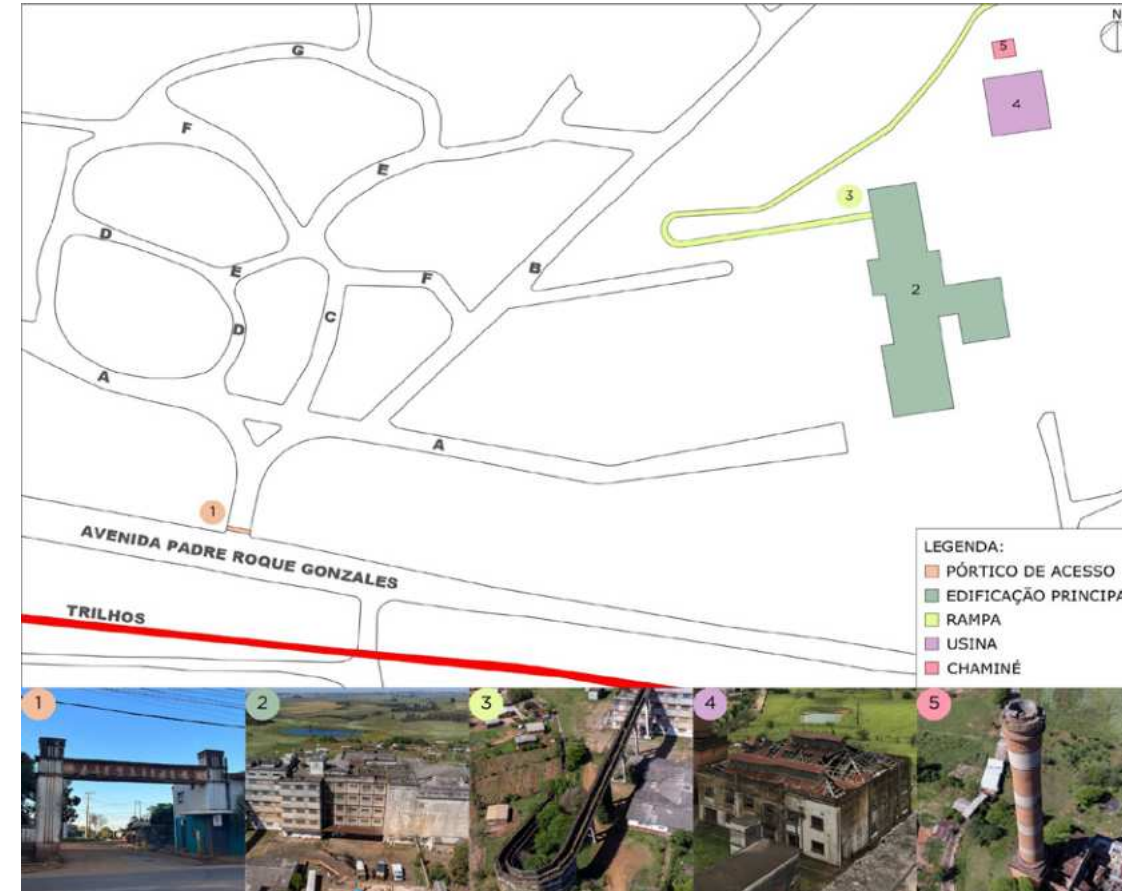 G
N
5
F
4
E
3
D
E
B
F
2
D
C
A
A
1
AVENIDA PADRE ROQUE GONZALES
TRILHOS
LEGENDA:
PÓRTICO DE ACESSO
EDIFICAÇÃO PRINCIPA
RAMPA
USINA
CHAMINÉ
1
2
3
4
5